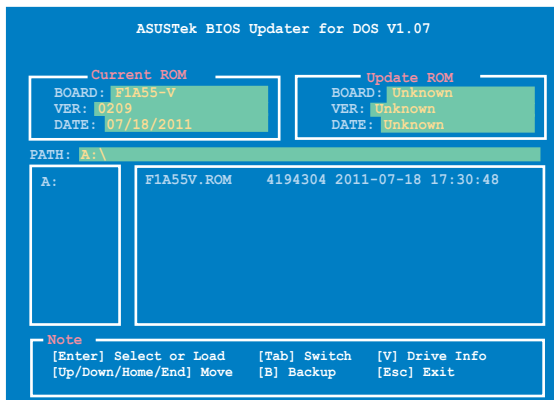 ASUSTek BIOS Updater for DOS V1.07
Current ROM
BOARD: F1A55-V
VER: 0209
DATE: 07/18/2011
Update ROM
BOARD: Unknown
VER: Unknown
DATE: Unknown
PATH: A:\
A:
F1A55V.ROM 4194304 2011-07-18 17:30:48
Note
[Enter] Select or Load [Tab] Switch [V] Drive Info
[Up/Down/Home/End] Move [B] Backup [Esc] Exit